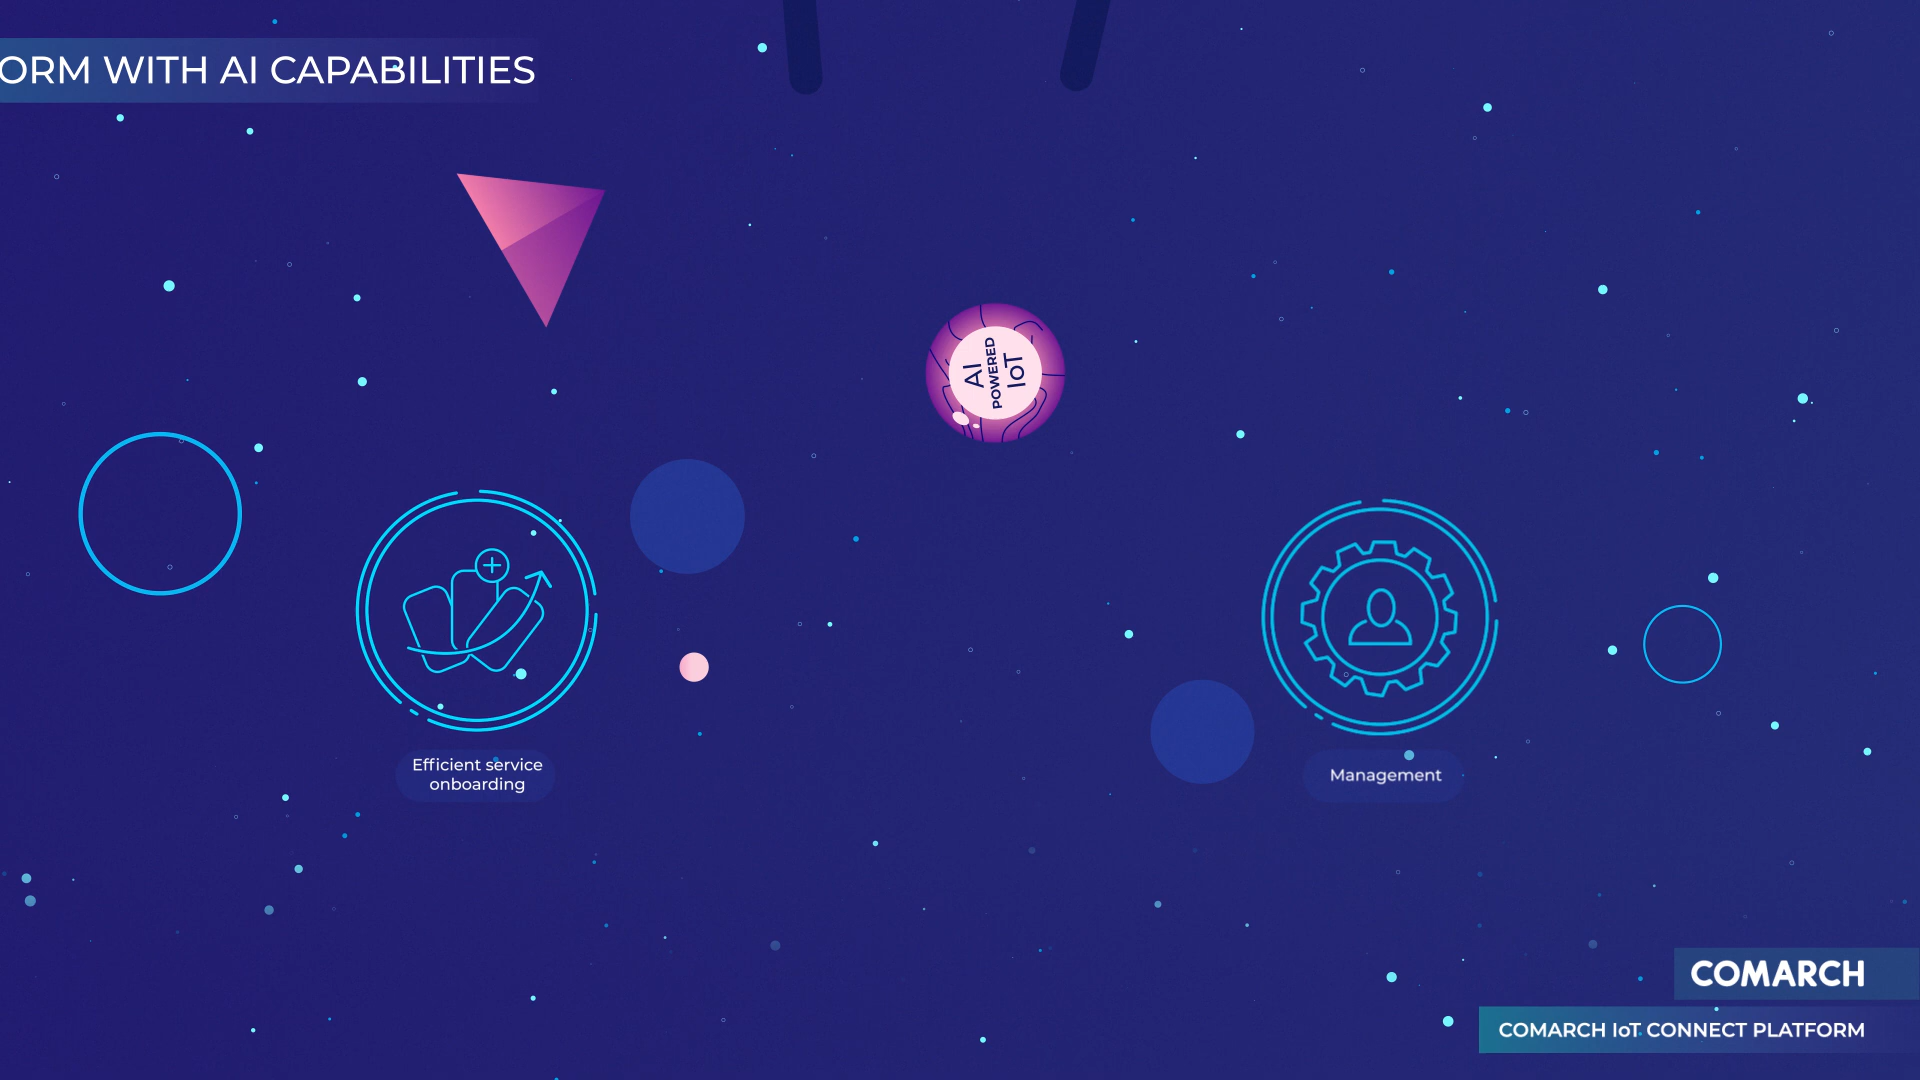 ORM WITH AI CAPABILITIES
AI
POWERED
IoT
Efficient service
onboarding
Management
COMARCH
COMARCH IoT CONNECT PLATFORM